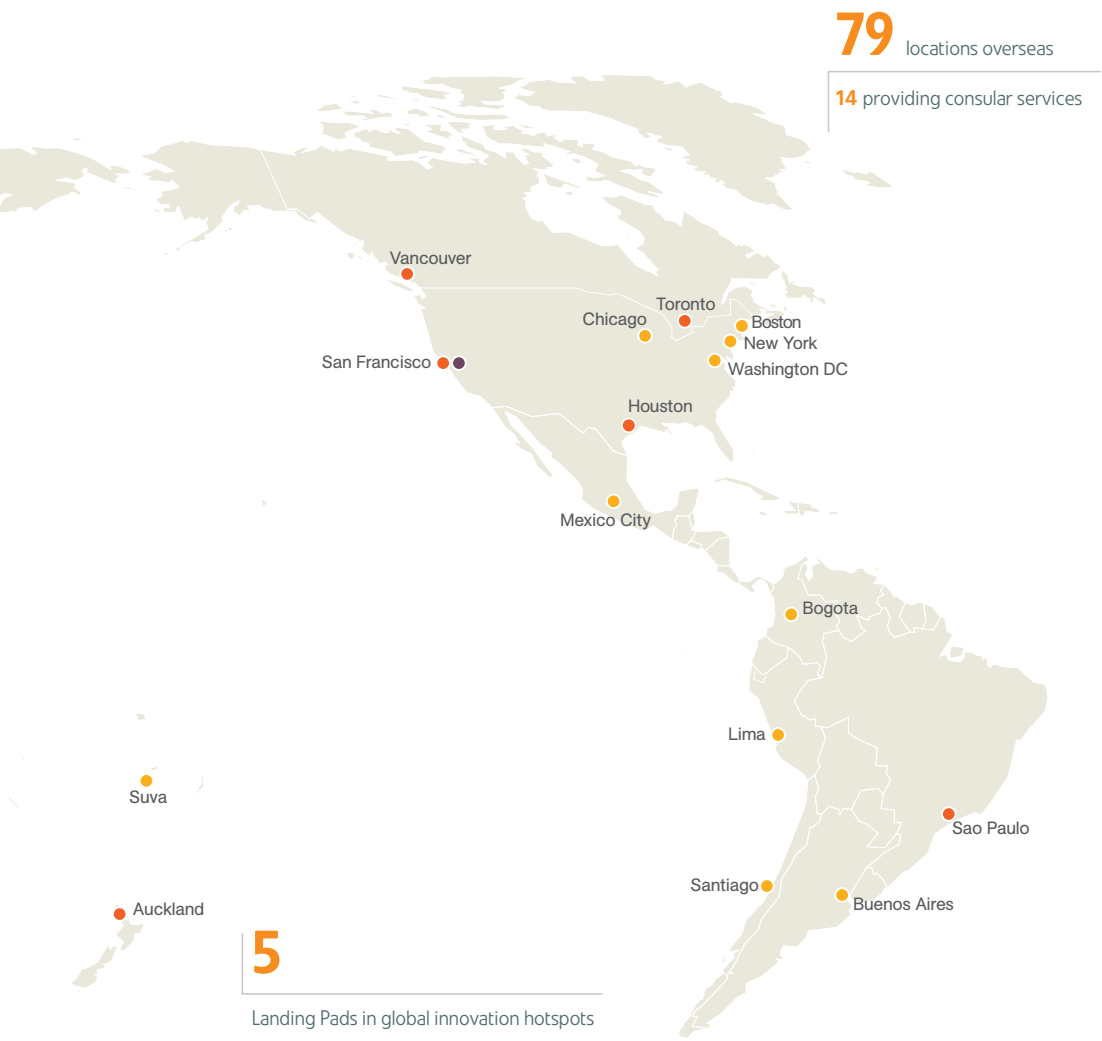 79 locations overseas
14 providing consular services
Vancouver
Toronto
Chicago
Boston
New York
San Francisco
Washington DC
Houston
Mexico City
Bogota
Lima
Suva
Sao Paulo
Santiago
Buenos Aires
Auckland
5
Landing Pads in global innovation hotspots